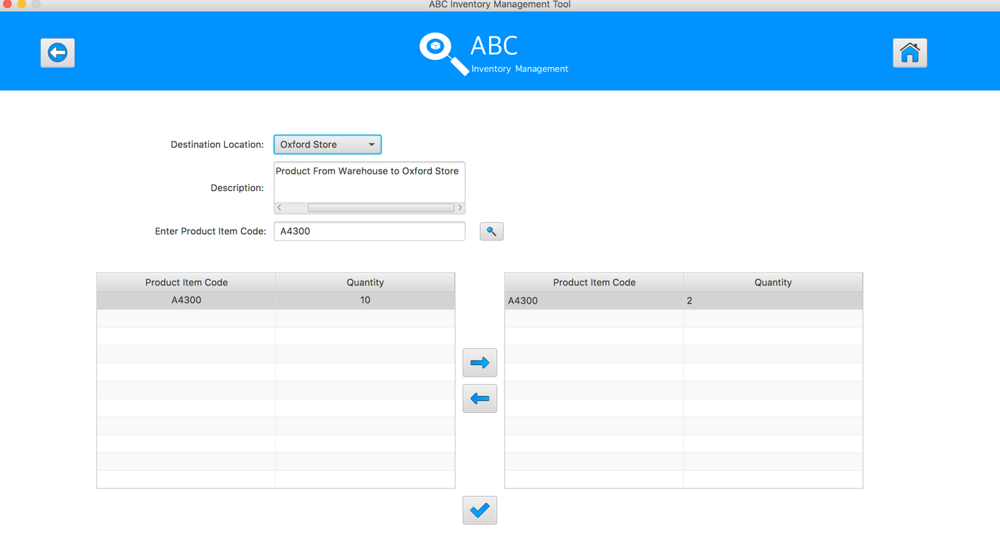 ABC Inventory Management Tool
ABC
Inventory Management
Destination Location: Oxford Store
Description: Product From Warehouse to Oxford Store
Enter Product Item Code: A4300
Product Item Code Quantity Product Item Code Quantity
A4300 10 A4300 2